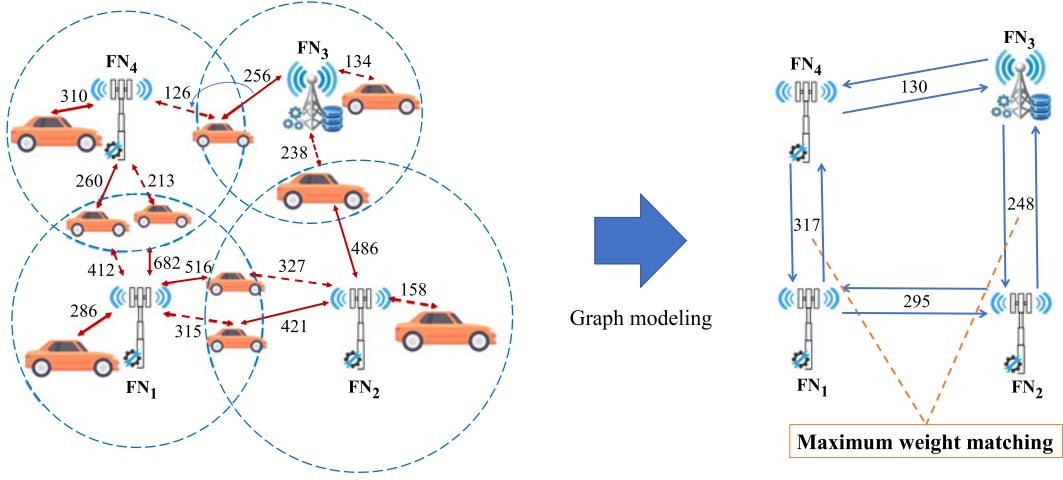 FN3
FN4
134
256
126
310
238
260
213
486
412
682
516
327
158
286
315
421
FN1
FN2
Graph modeling
FN3
FN4
130
317
248
295
FN1
FN2
Maximum weight matching